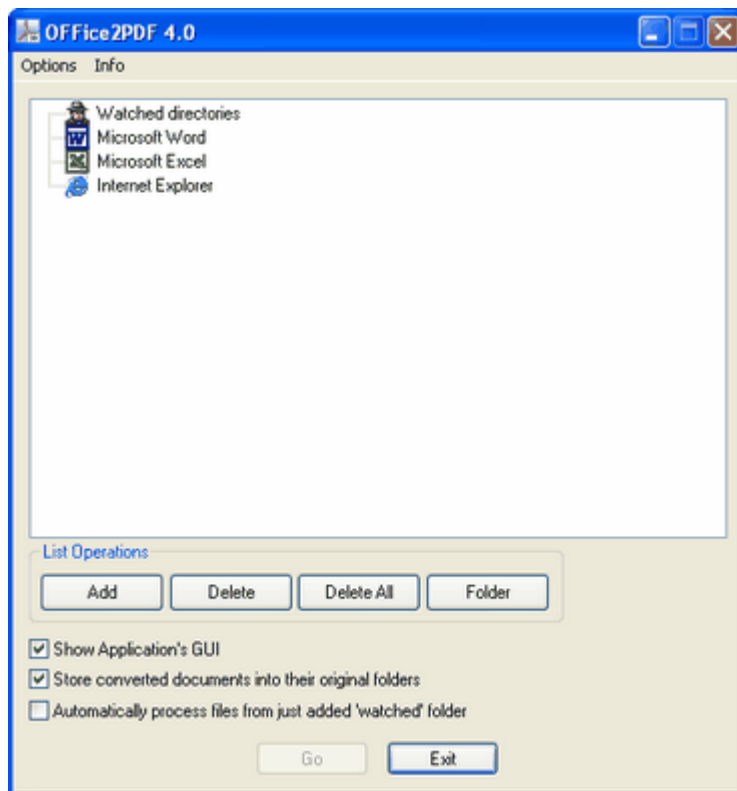 OFFice2PDF 4.0
Options Info
Watched directories
Microsoft Word
Microsoft Excel
Internet Explorer
List Operations
Add Delete Delete All Folder
Show Application's GUI
Store converted documents into their original folders
Automatically process files from just added 'watched' folder
Go Exit